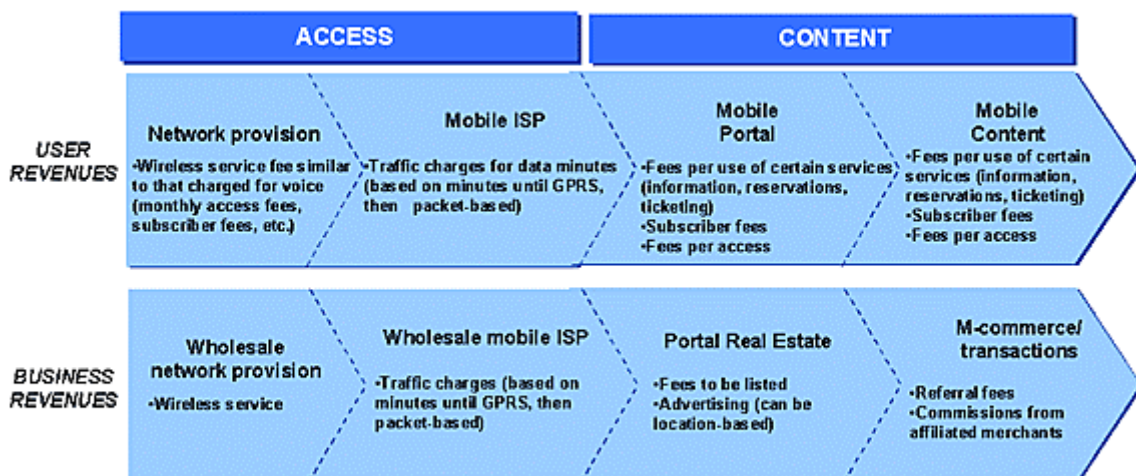 ACCESS
CONTENT
USER
REVENUES
Network provision
•Wireless service fee similar
to that charged for voice
(monthly access fees,
subscriber fees, etc.)
Mobile ISP
•Traffic charges for data minutes
(based on minutes until GPRS,
then packet-based)
Mobile
Portal
•Fees per use of certain services
(information, reservations,
ticketing)
•Subscriber fees
•Fees per access
Mobile
Content
•Fees per use of certain
services (information,
reservations, ticketing)
•Subscriber fees
•Fees per access
BUSINESS
REVENUES
Wholesale
network provision
•Wireless service
Wholesale mobile ISP
•Traffic charges (based on
minutes until GPRS, then
packet-based)
Portal Real Estate
•Fees to be listed
•Advertising (can be
location-based)
M-commerce/
transactions
•Referral fees
•Commissions from
affiliated merchants